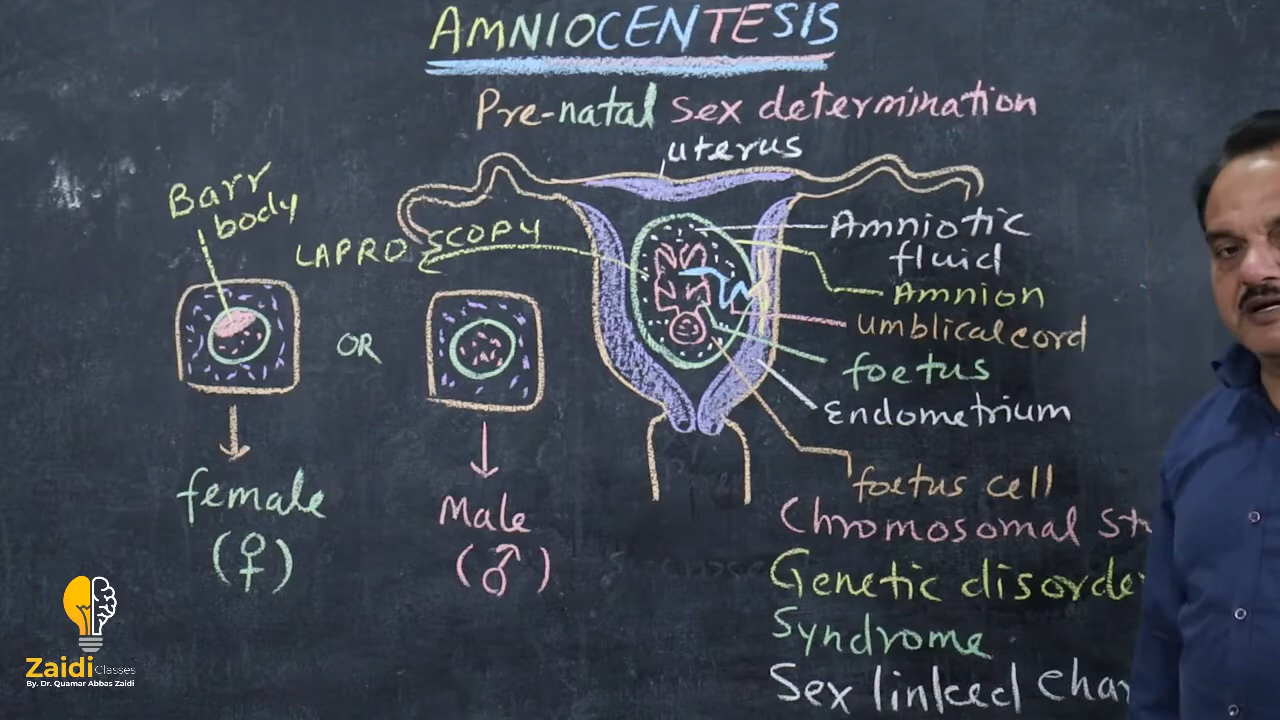 AMNIOCENTESIS
Pre-natal sex determination
uterus
Barr
body
LAPROSCOPY
Amniotic
fluid
Amnion
umblical cord
foetus
Endometrium
OR
foetus cell
female
(♀)
Male
(♂)
Chromosomal St
Genetic disorde
Syndrome
Sex linked Cha
Zaidi Classes
By. Dr. Quamar Abbas Zaidi